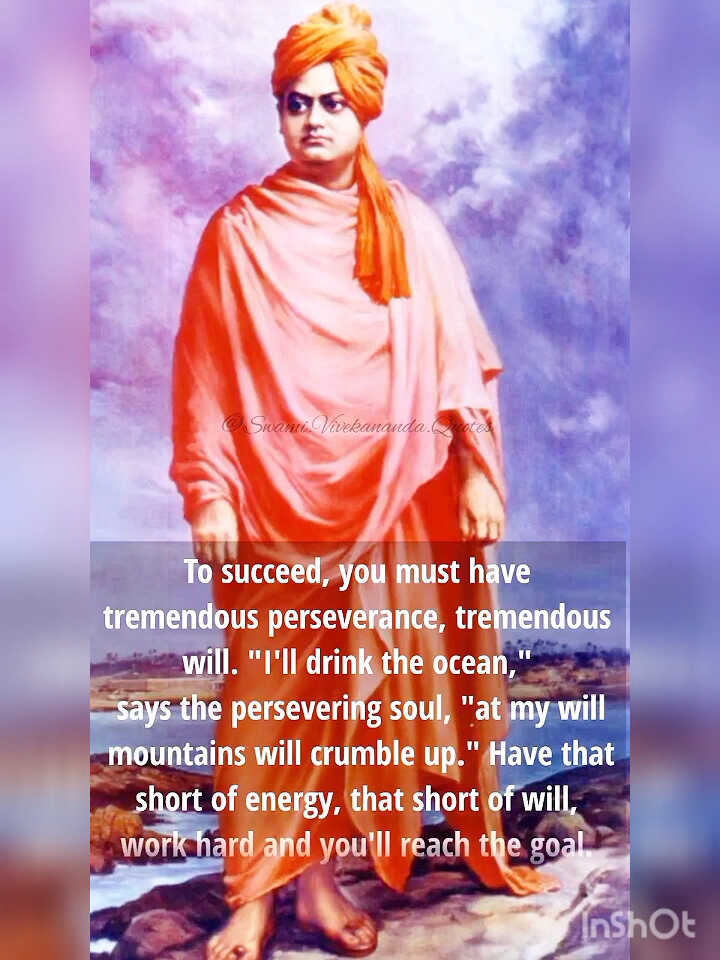 @Swami.Vivekananda.Quotes
To succeed, you must have
tremendous perseverance, tremendous
will. "I'll drink the ocean,"
says the persevering soul, "at my will
mountains will crumble up." Have that
short of energy, that short of will,
work hard and you'll reach the goal.
InShOt